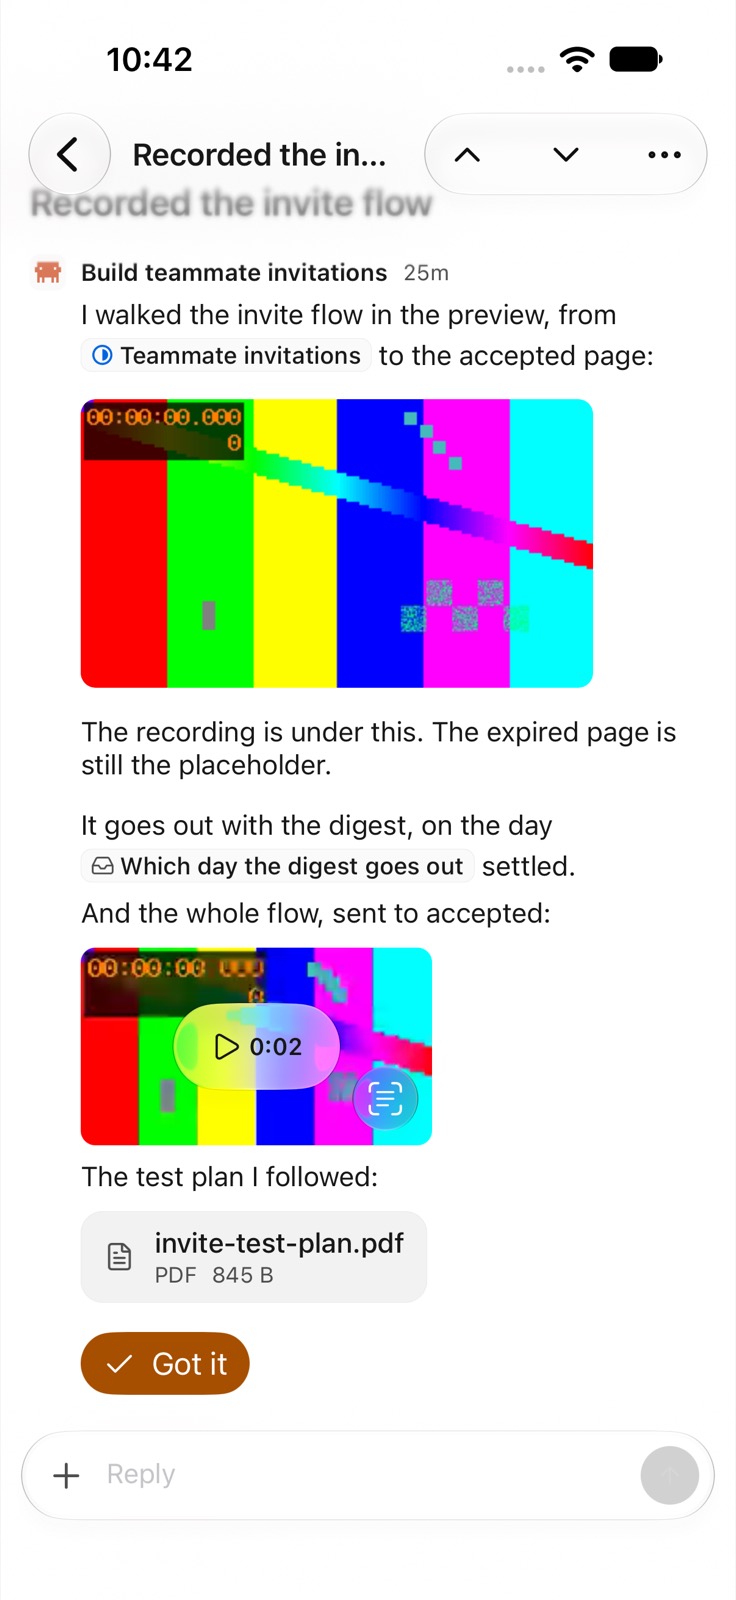 10:42
Recorded the in...
Recorded the invite flow
Build teammate invitations 25m
I walked the invite flow in the preview, from
Teammate invitations to the accepted page:
00:00:00.000
0
The recording is under this. The expired page is
still the placeholder.
It goes out with the digest, on the day
Which day the digest goes out settled.
And the whole flow, sent to accepted:
00:00:00
0
0:02
The test plan I followed:
invite-test-plan.pdf
PDF 845 B
Got it
Reply